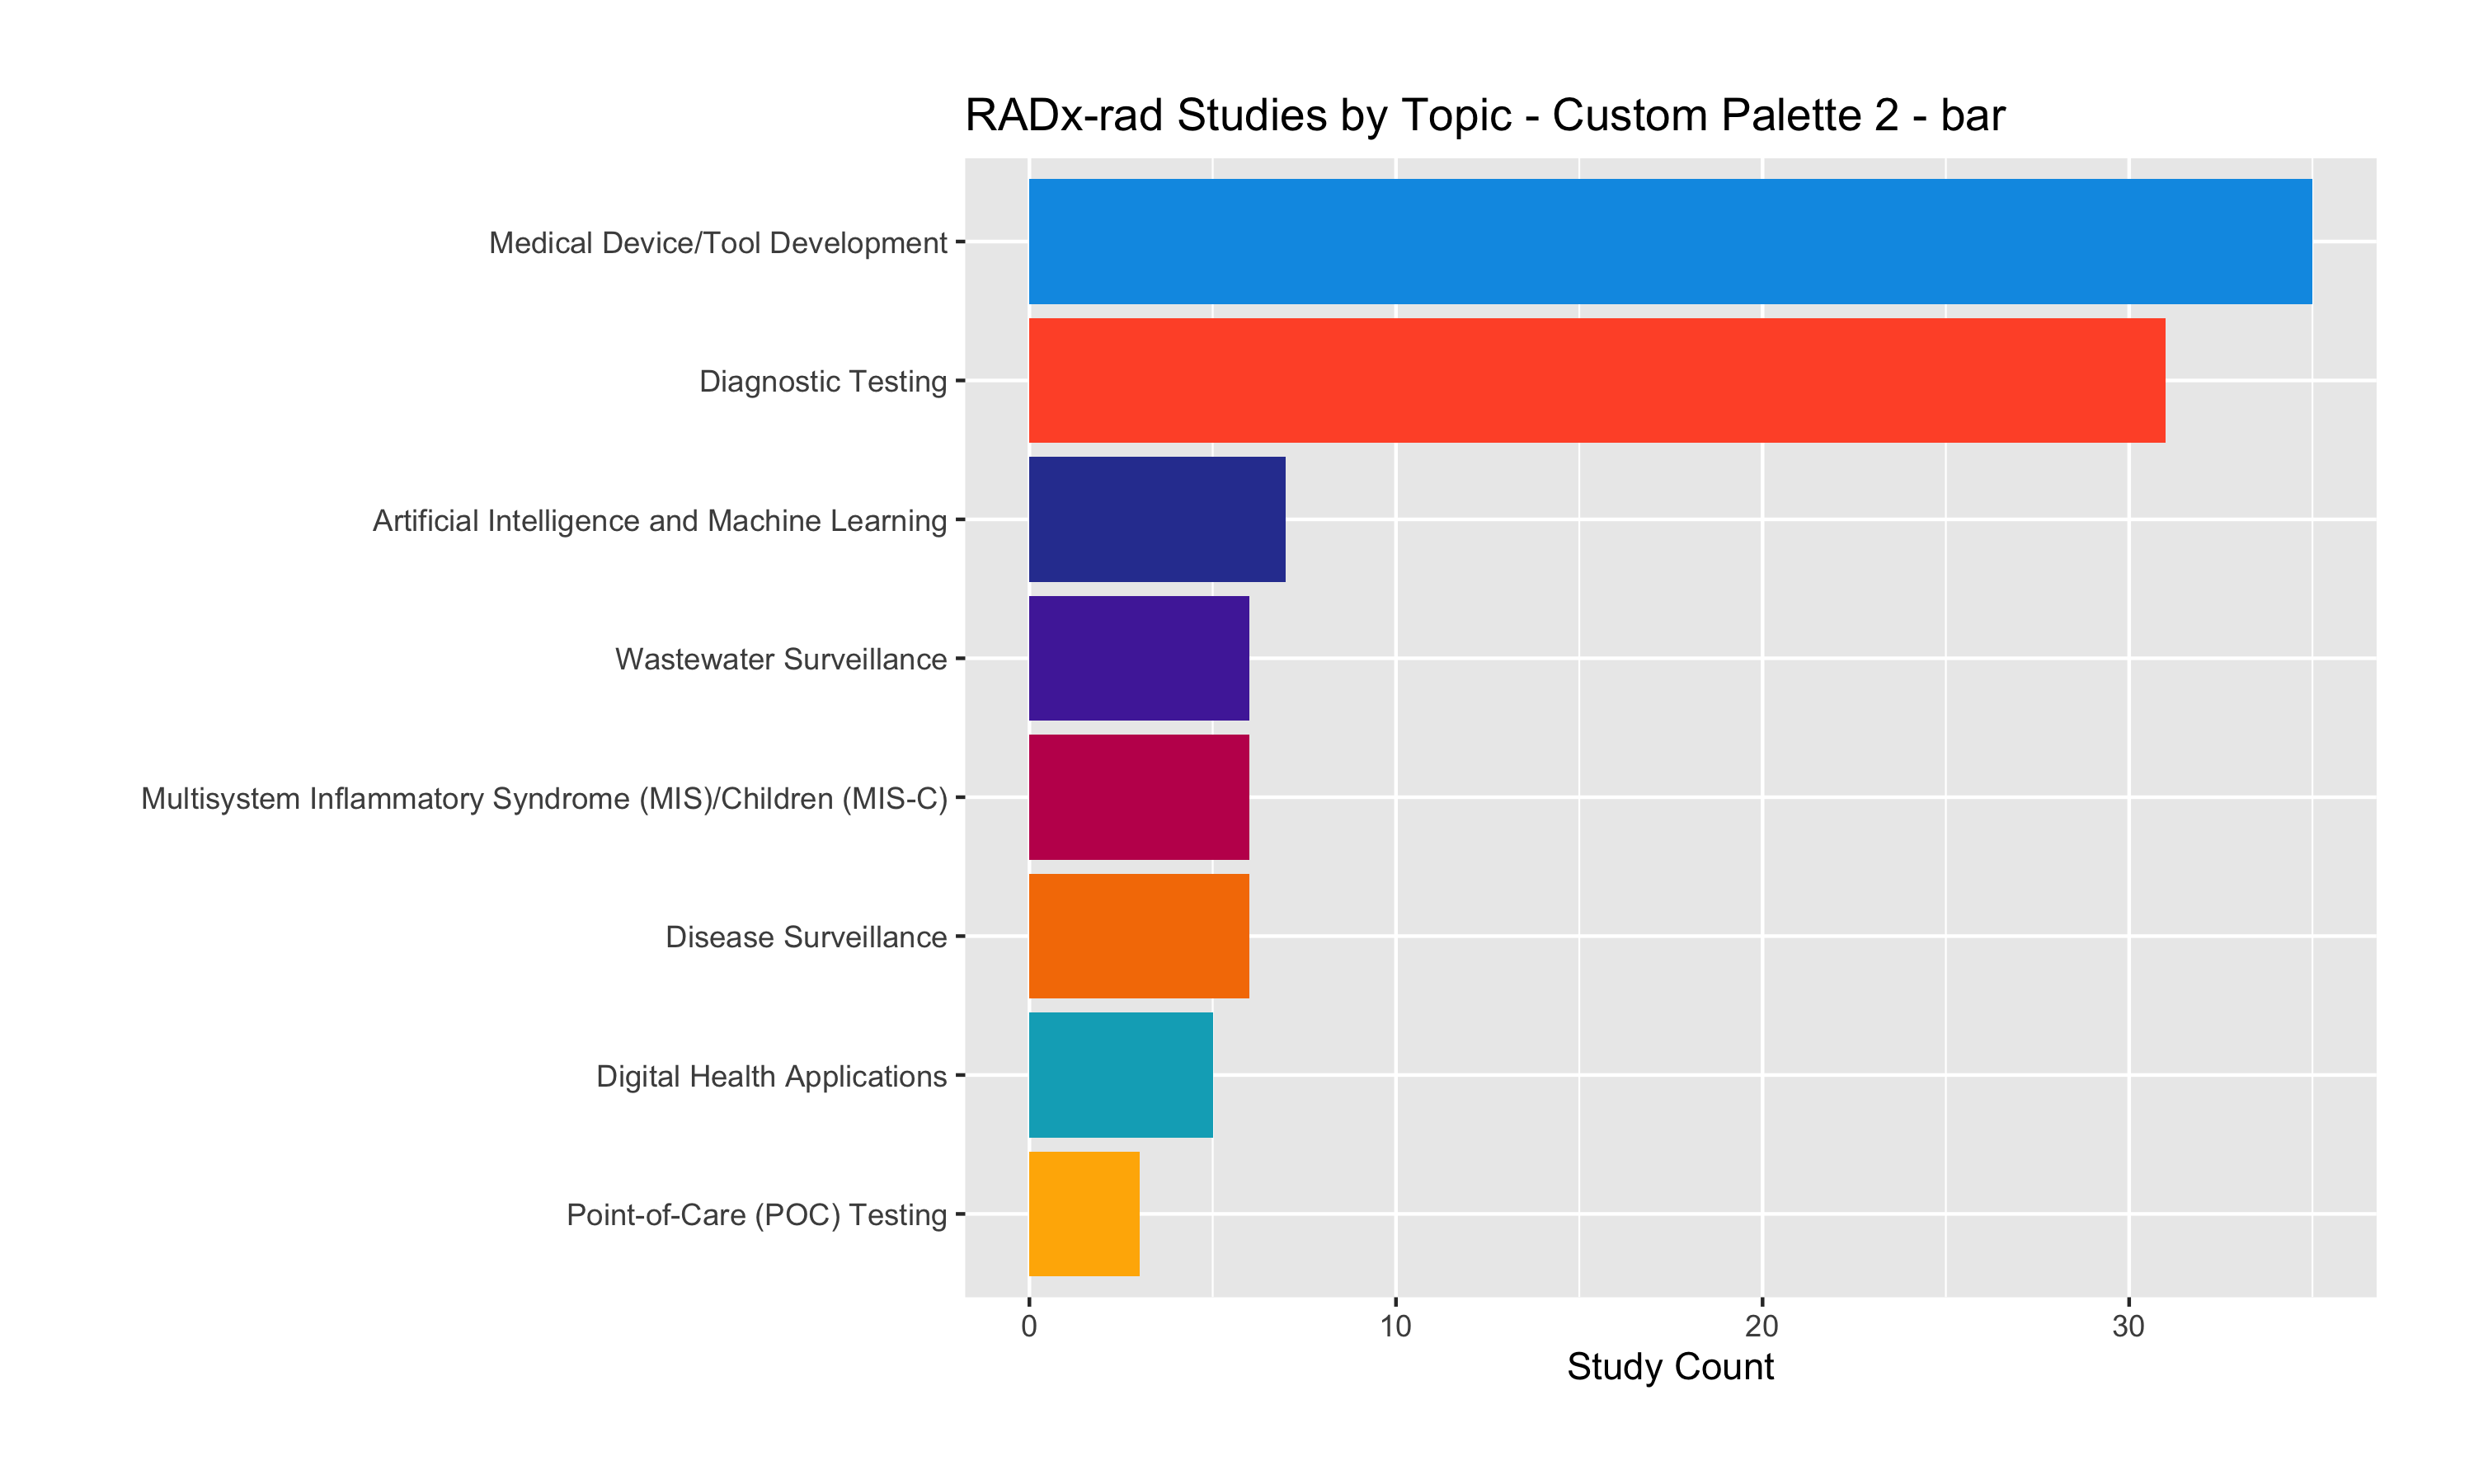 RADx-rad Studies by Topic - Custom Palette 2 - bar
Medical Device/Tool Development
Diagnostic Testing
Artificial Intelligence and Machine Learning
Wastewater Surveillance
Multisystem Inflammatory Syndrome (MIS)/Children (MIS-C)
Disease Surveillance
Digital Health Applications
Point-of-Care (POC) Testing
0 10 20 30
Study Count